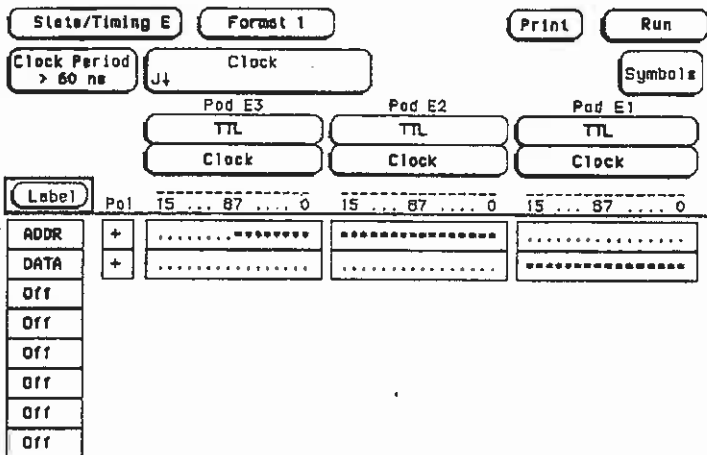 State/Timing E Format 1 Print Run
Clock Period Clock
> 60 ns J↓ Symbols
Pod E3 Pod E2 Pod E1
TTL TTL TTL
Clock Clock Clock
Label Pol 15 ... 87 .... 0 15 ... 87 .... 0 15 ... 87 .... 0
ADDR + ........******** **************** ................
DATA + ................ ................ ****************
Off
Off
Off
Off
Off
Off